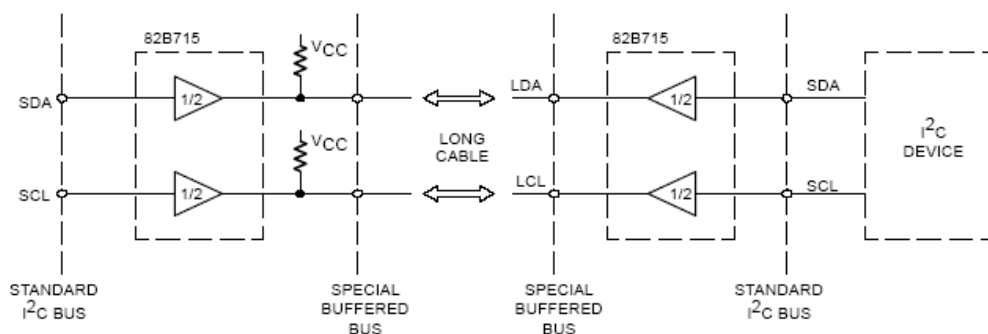 82B715
VCC
SDA
1/2
VCC
SCL
1/2
LONG
CABLE
82B715
LDA
1/2
SDA
LCL
1/2
SCL
I2C
DEVICE
STANDARD
I2C BUS
SPECIAL
BUFFERED
BUS
SPECIAL
BUFFERED
BUS
STANDARD
I2C BUS